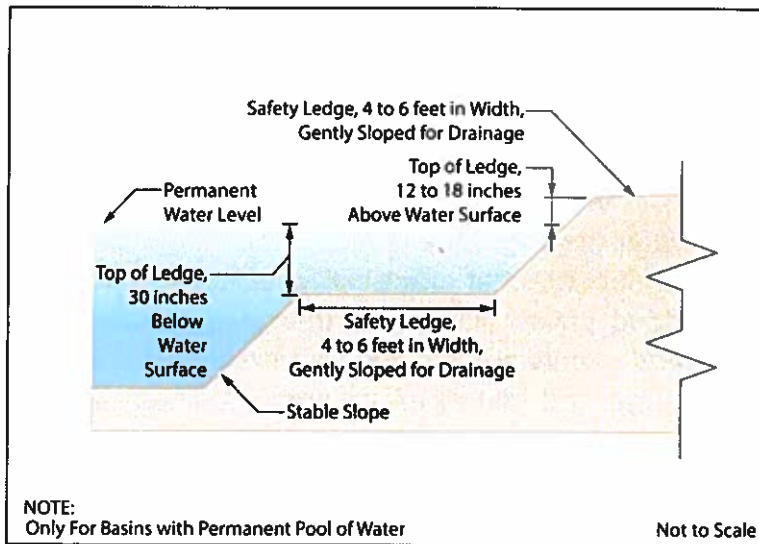 Safety Ledge, 4 to 6 feet in Width,
Gently Sloped for Drainage
Top of Ledge,
12 to 18 inches
Above Water Surface
Permanent
Water Level
Top of Ledge,
30 inches
Below
Water
Surface
Safety Ledge,
4 to 6 feet in Width,
Gently Sloped for Drainage
Stable Slope
NOTE:
Only For Basins with Permanent Pool of Water
Not to Scale